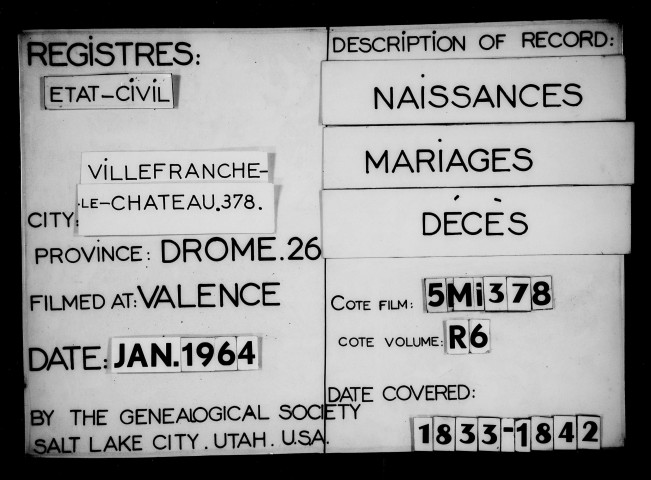 REGISTRES:
ETAT-CIVIL
VILLEFRANCHE-
CITY: LE-CHATEAU.378.
PROVINCE: DROME.26
FILMED AT: VALENCE
DATE: JAN.1964
BY THE GENEALOGICAL SOCIETY
SALT LAKE CITY. UTAH. U.S.A.
DESCRIPTION OF RECORD:
NAISSANCES
MARIAGES
DÉCÈS
COTE FILM: 5Mi378
COTE VOLUME: R6
DATE COVERED:
1833-1842